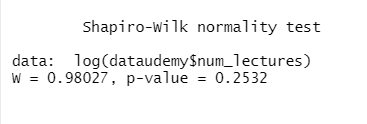 Shapiro-Wilk normality test
data:  log(dataudemy$num_lectures)
W = 0.98027, p-value = 0.2532